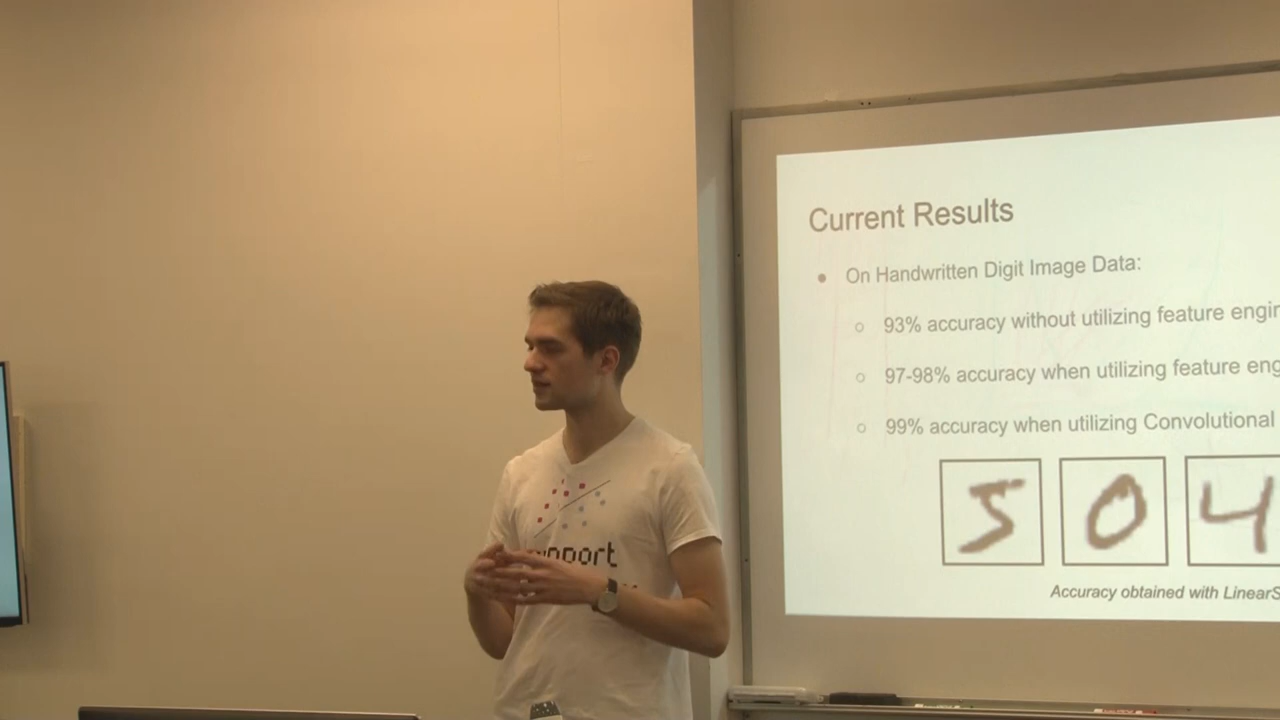 Current Results
On Handwritten Digit Image Data:
93% accuracy without utilizing feature engin
97-98% accuracy when utilizing feature eng
99% accuracy when utilizing Convolutional
5 0 4
Accuracy obtained with LinearS
support